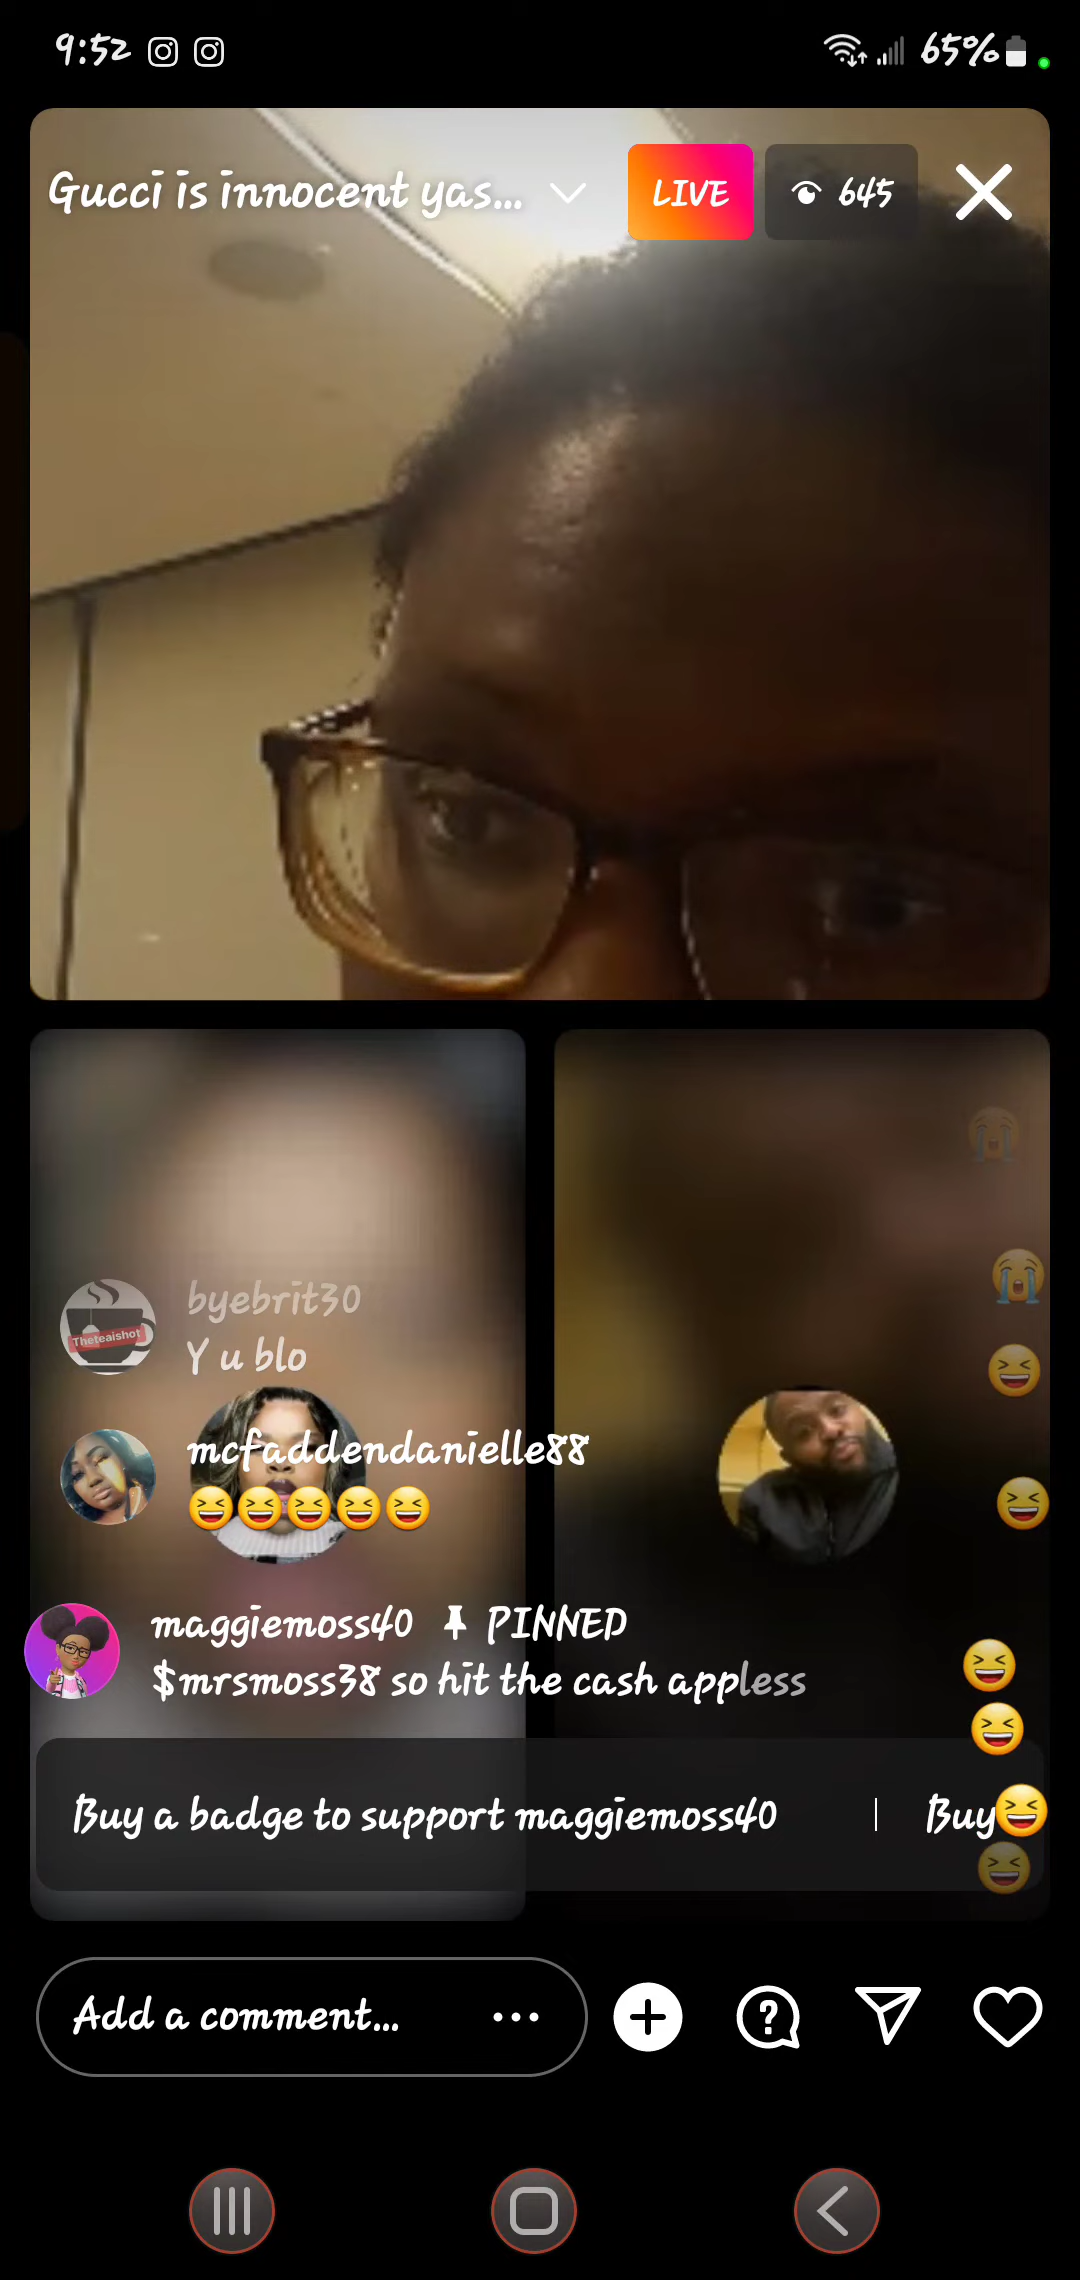 9:52
65%
Gucci is innocent yas...
LIVE
645
byebrit30
Theteaishot
Y u blo
mcfaddendanielle88
maggiemoss40 PINNED
$mrsmoss38 so hit the cash appless
Buy a badge to support maggiemoss40 | Buy
Add a comment...